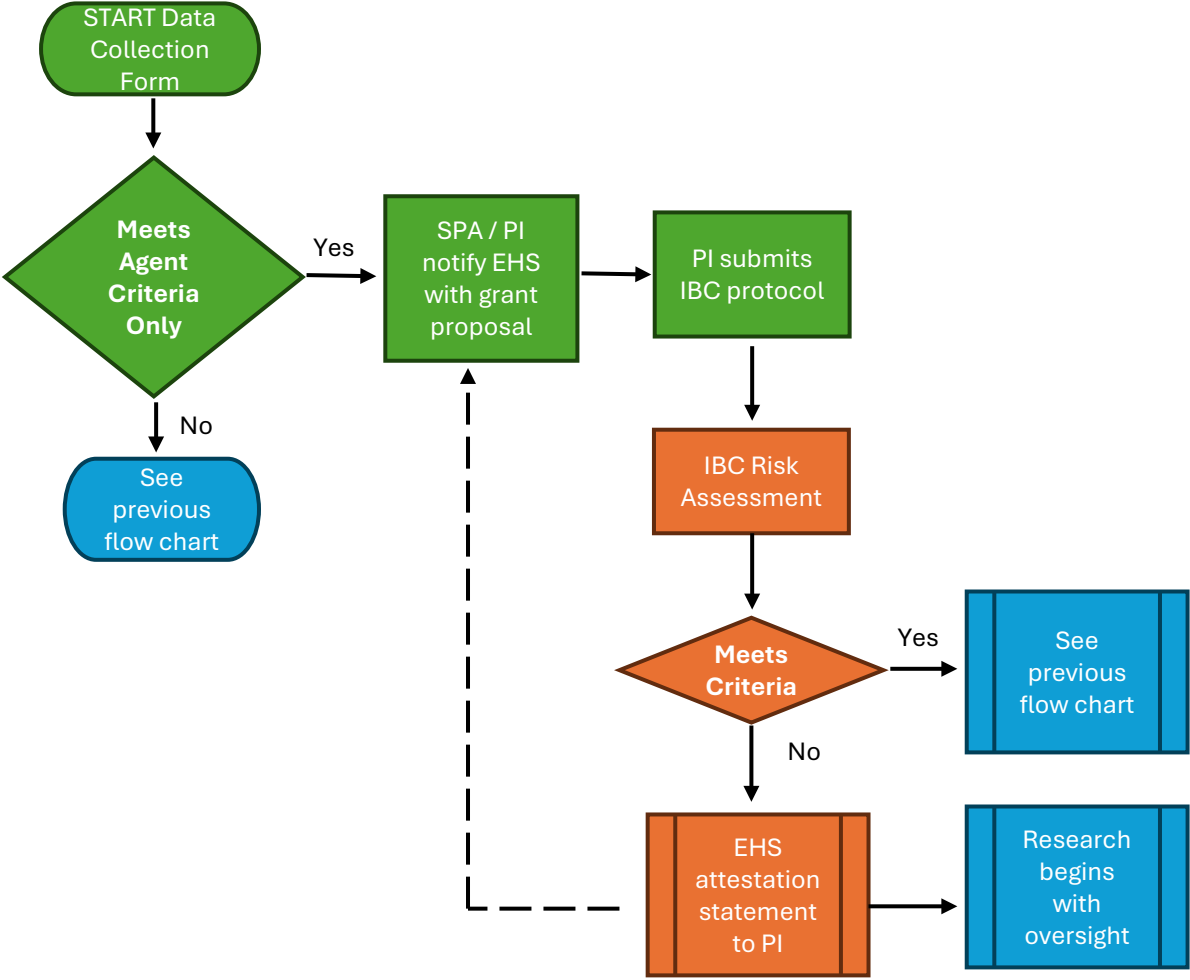 START Data
Collection
Form
Meets
Agent
Criteria
Only
Yes
SPA / PI
notify EHS
with grant
proposal
PI submits
IBC protocol
No
See
previous
flow chart
IBC Risk
Assessment
Meets
Criteria
Yes
See
previous
flow chart
No
EHS
attestation
statement
to PI
Research
begins
with
oversight